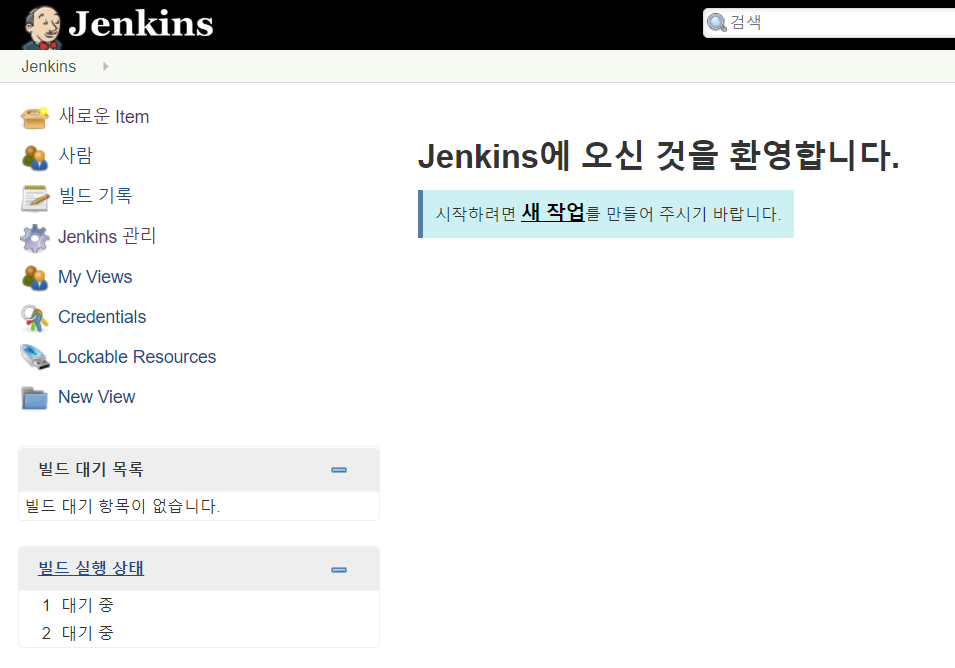 Jenkins
검색
Jenkins
새로운 Item
사람
빌드 기록
Jenkins 관리
My Views
Credentials
Lockable Resources
New View
빌드 대기 목록
빌드 대기 항목이 없습니다.
빌드 실행 상태
1 대기 중
2 대기 중
Jenkins에 오신 것을 환영합니다.
시작하려면 새 작업를 만들어 주시기 바랍니다.